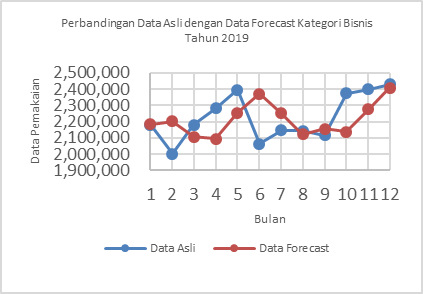 Perbandingan Data Asli dengan Data Forecast Kategori Bisnis
Tahun 2019
Data Pemakaian
2,500,000
2,400,000
2,300,000
2,200,000
2,100,000
2,000,000
1,900,000
1 2 3 4 5 6 7 8 9 10 11 12
Bulan
Data Asli Data Forecast